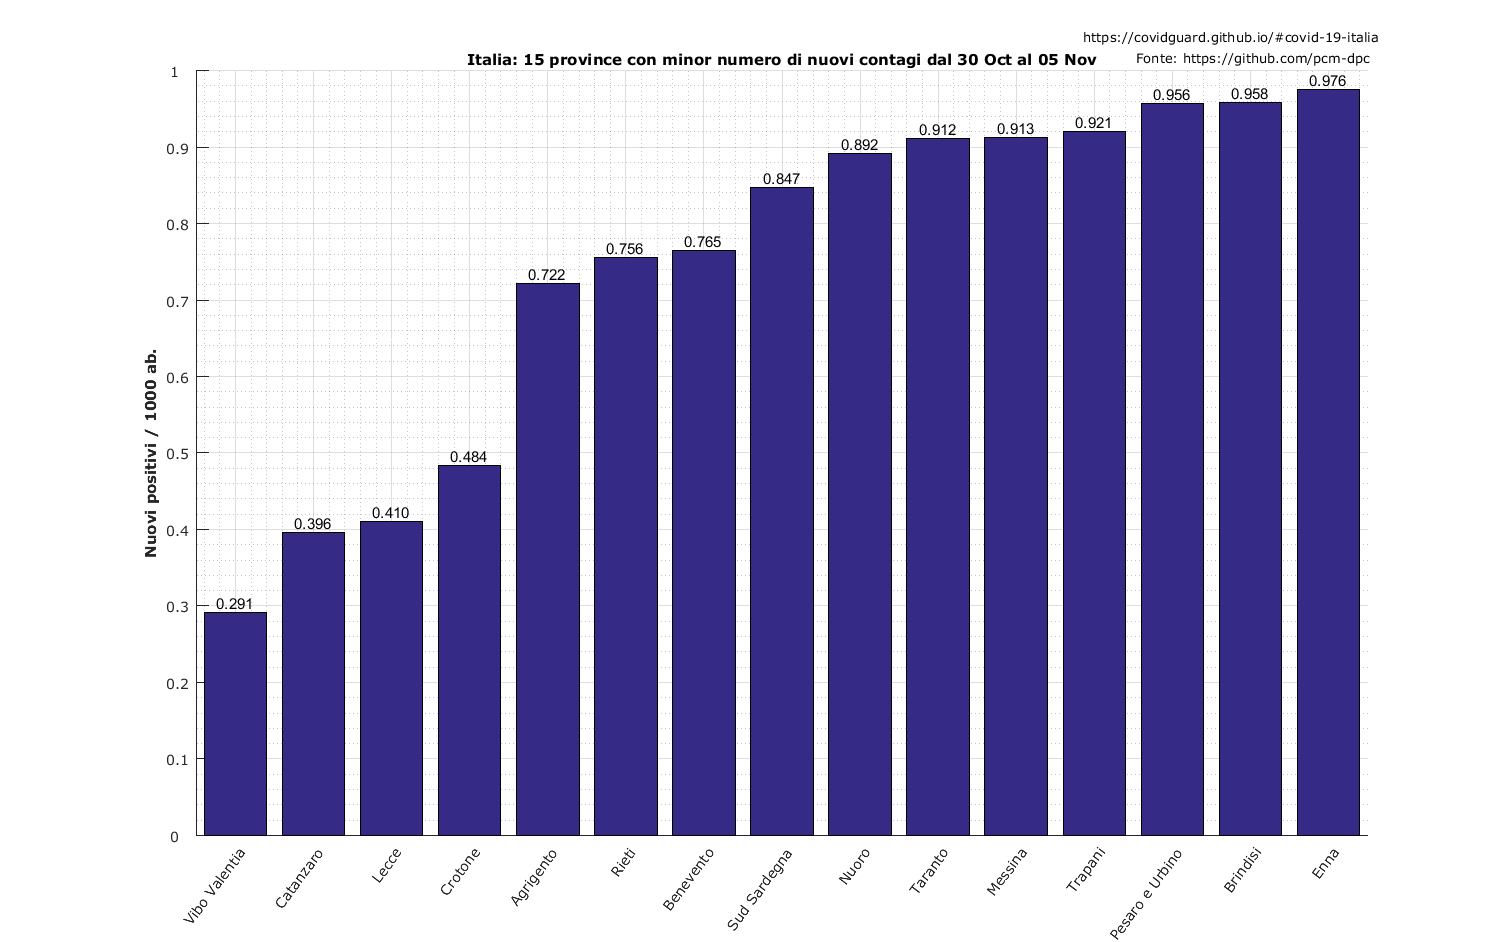 https://covidguard.github.io/#covid-19-italia
Italia: 15 province con minor numero di nuovi contagi dal 30 Oct al 05 Nov
Fonte: https://github.com/pcm-dpc
Nuovi positivi / 1000 ab.
1
0.9
0.8
0.7
0.6
0.5
0.4
0.3
0.2
0.1
0
0.291
0.396
0.410
0.484
0.722
0.756
0.765
0.847
0.892
0.912
0.913
0.921
0.956
0.958
0.976
Vibo Valentia
Catanzaro
Lecce
Crotone
Agrigento
Rieti
Benevento
Sud Sardegna
Nuoro
Taranto
Messina
Trapani
Pesaro e Urbino
Brindisi
Enna